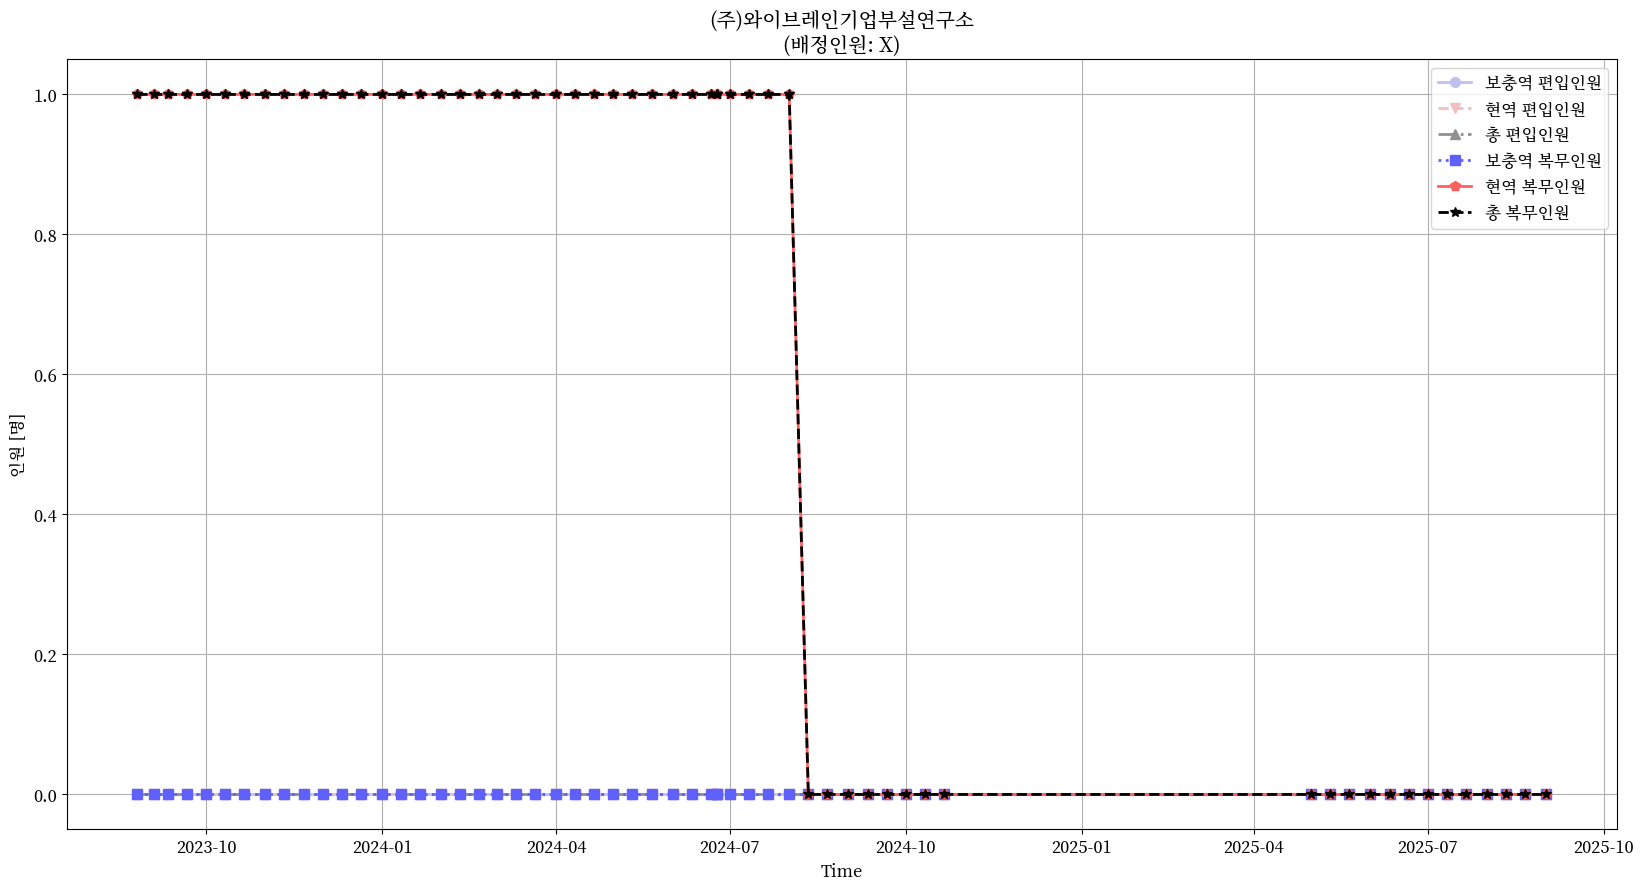 (주)와이브레인기업부설연구소
(배정인원: X)
보충역 편입인원
현역 편입인원
총 편입인원
보충역 복무인원
현역 복무인원
총 복무인원
1.0
0.8
0.6
0.4
0.2
0.0
인원 [명]
2023-10
2024-01
2024-04
2024-07
2024-10
2025-01
2025-04
2025-07
2025-10
Time